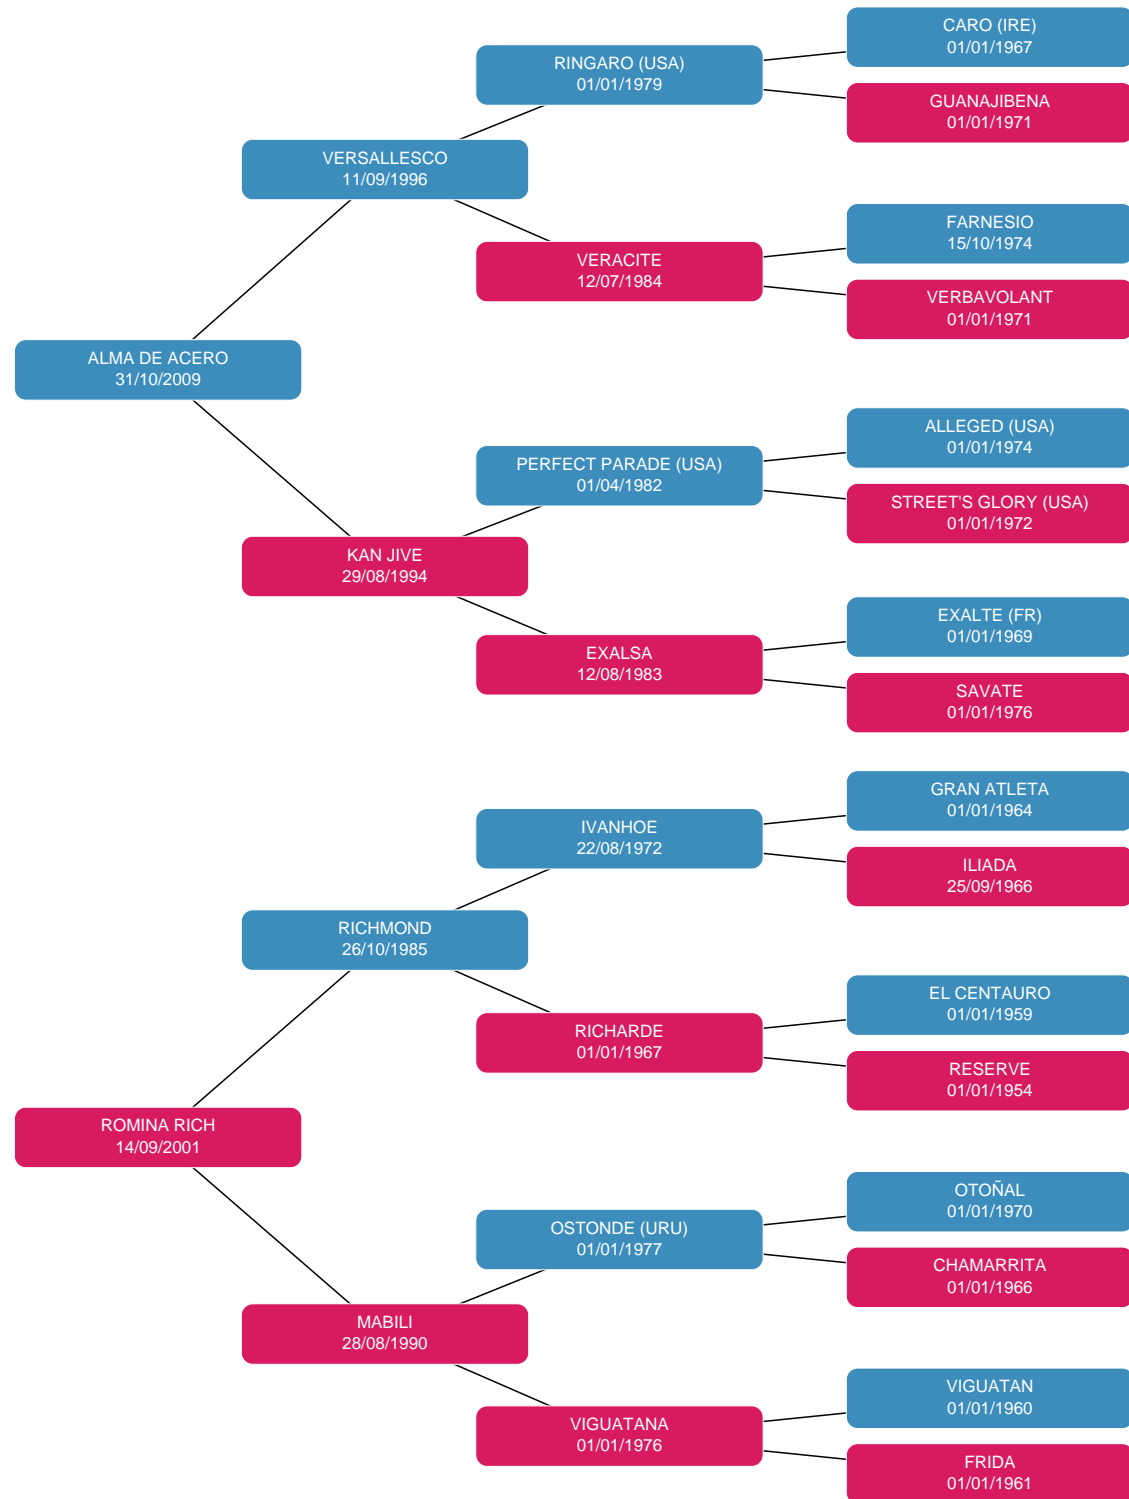 CARO (IRE)
01/01/1967
RINGARO (USA)
01/01/1979
GUANAJIBENA
01/01/1971
VERSALLESCO
11/09/1996
FARNESIO
15/10/1974
VERACITE
12/07/1984
VERBAVOLANT
01/01/1971
ALMA DE ACERO
31/10/2009
ALLEGED (USA)
01/01/1974
PERFECT PARADE (USA)
01/04/1982
STREET'S GLORY (USA)
01/01/1972
KAN JIVE
29/08/1994
EXALTE (FR)
01/01/1969
EXALSA
12/08/1983
SAVATE
01/01/1976
GRAN ATLETA
01/01/1964
IVANHOE
22/08/1972
ILIADA
25/09/1966
RICHMOND
26/10/1985
EL CENTAURO
01/01/1959
RICHARDE
01/01/1967
RESERVE
01/01/1954
ROMINA RICH
14/09/2001
OTOÑAL
01/01/1970
OSTONDE (URU)
01/01/1977
CHAMARRITA
01/01/1966
MABILI
28/08/1990
VIGUATAN
01/01/1960
VIGUATANA
01/01/1976
FRIDA
01/01/1961